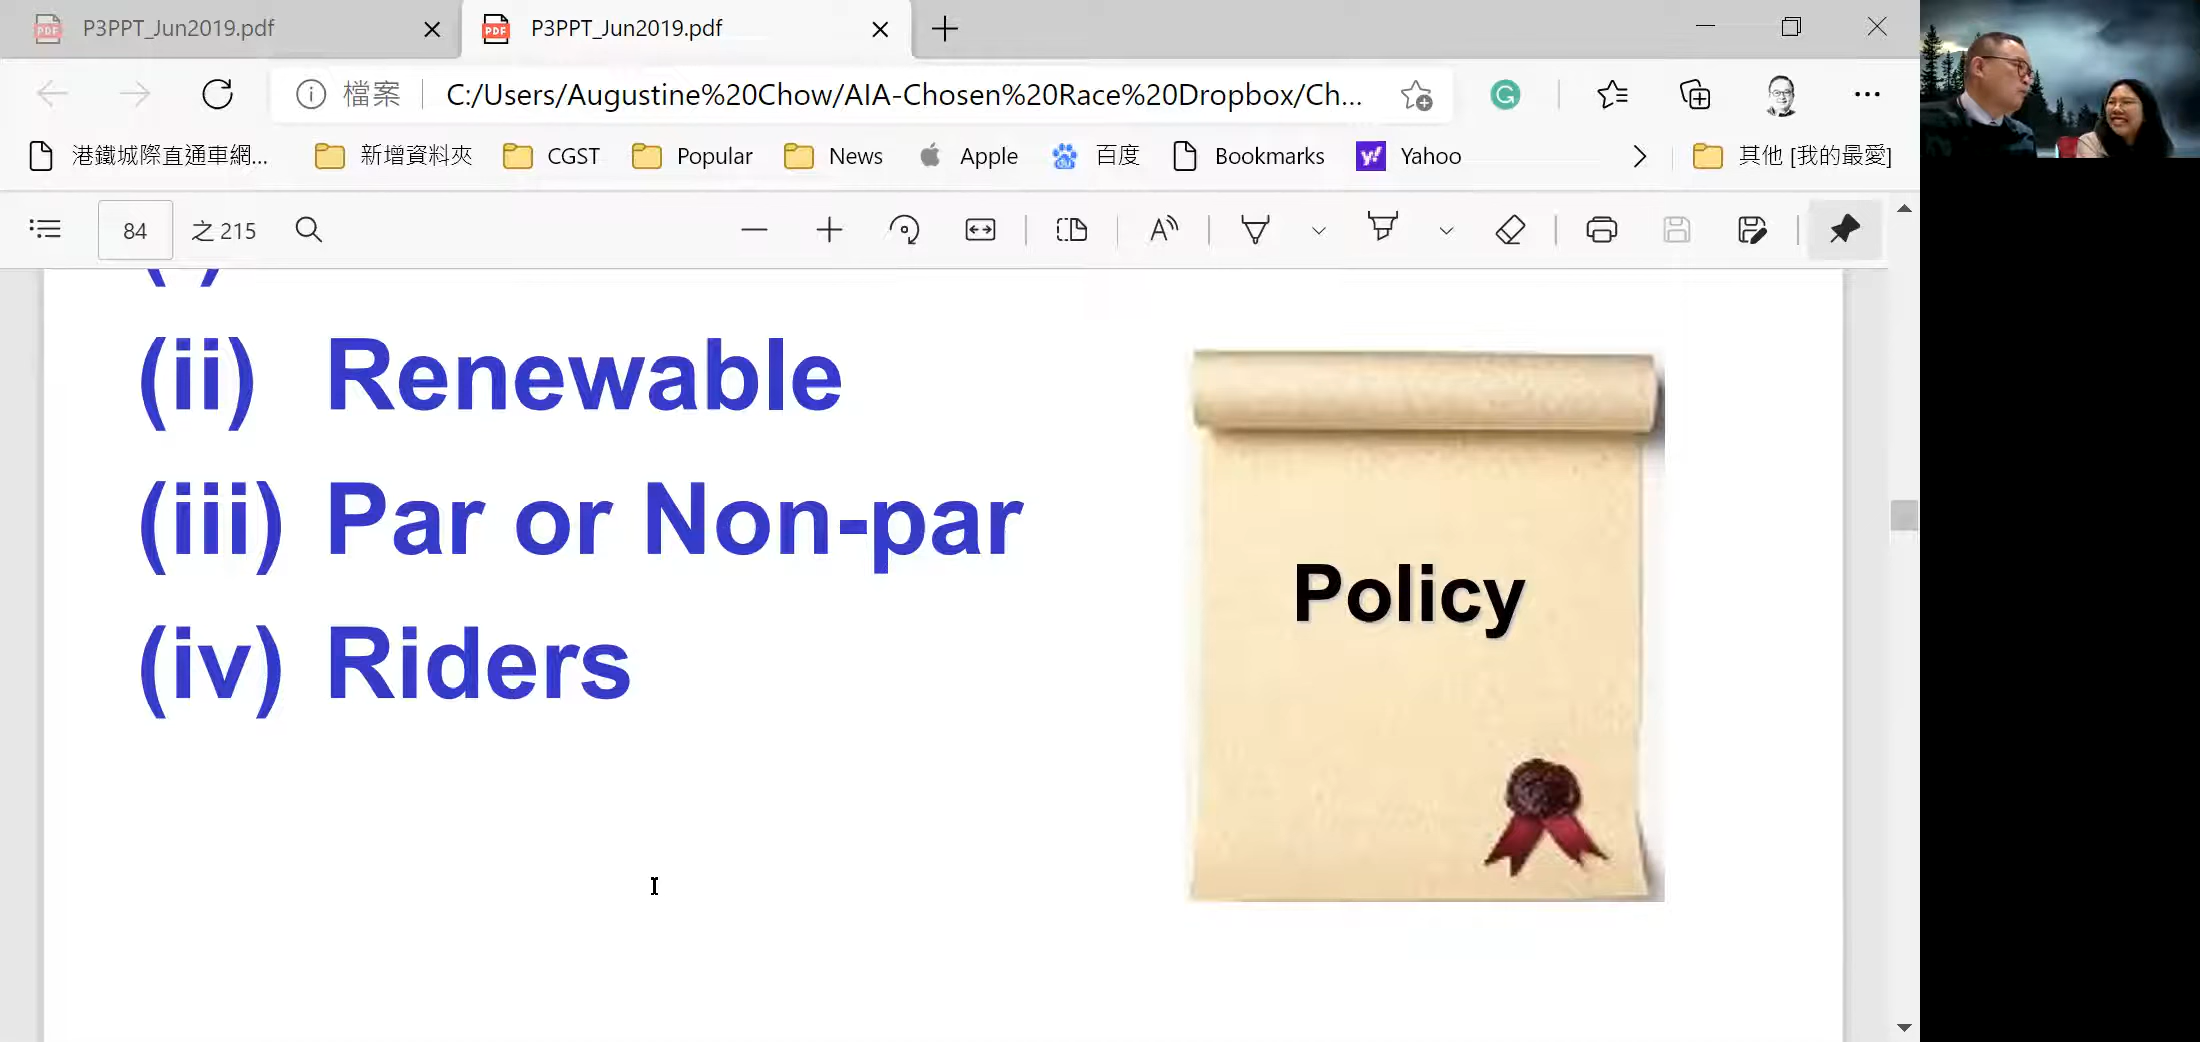 P3PPT_Jun2019.pdf
P3PPT_Jun2019.pdf
檔案
C:/Users/Augustine%20Chow/AIA-Chosen%20Race%20Dropbox/Ch...
港鐵城際直通車網...
新增資料夾
CGST
Popular
News
Apple
百度
Bookmarks
Yahoo
其他 [我的最愛]
84 之 215
(ii) Renewable
(iii) Par or Non-par
(iv) Riders
Policy